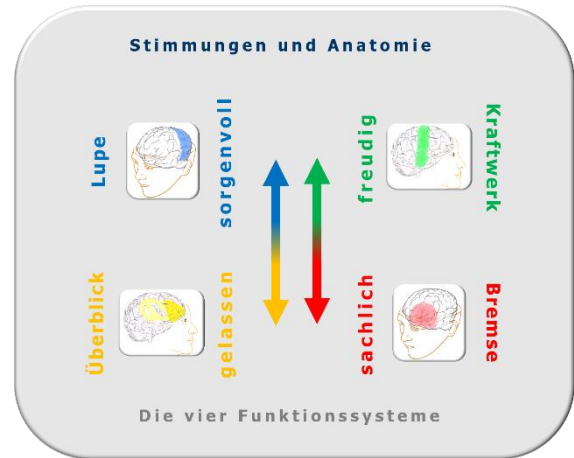 Stimmungen und Anatomie
Lupe
sorgenvoll
freudig
Kraftwerk
Überblick
gelassen
sachlich
Bremse
Die vier Funktionssysteme